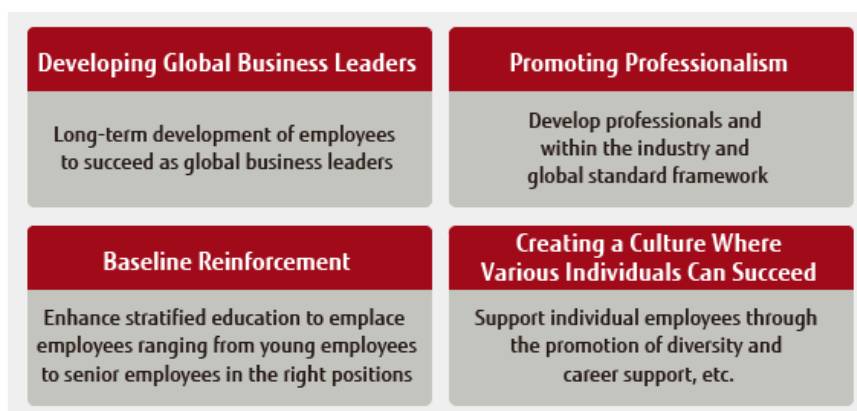 Developing Global Business Leaders
Long-term development of employees
to succeed as global business leaders
Promoting Professionalism
Develop professionals and
within the industry and
global standard framework
Baseline Reinforcement
Enhance stratified education to emplace
employees ranging from young employees
to senior employees in the right positions
Creating a Culture Where
Various Individuals Can Succeed
Support individual employees through
the promotion of diversity and
career support, etc.